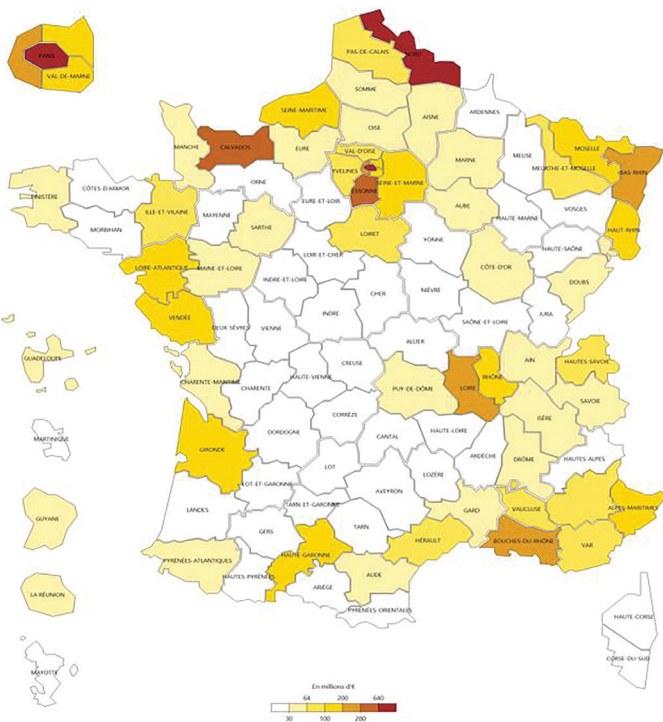 PARIS
VAL-DE-MARNE
PAS-DE-CALAIS
NORD
SOMME
SEINE-MARITIME
AISNE
ARDENNES
OISE
MANCHE
CALVADOS
EURE
VAL-D'OISE
MARNE
MEUSE
MOSELLE
MEURTHE-ET-MOSELLE
BAS-RHIN
YVELINES
ESSONNE
SEINE-ET-MARNE
ORNE
FINISTÈRE
CÔTES-D'ARMOR
ILLE-ET-VILAINE
MAYENNE
EURE-ET-LOIR
AUBE
HAUTE-MARNE
VOSGES
HAUT-RHIN
MORBIHAN
SARTHE
LOIRET
YONNE
HAUTE-SAÔNE
LOIR-ET-CHER
LOIRE-ATLANTIQUE
MAINE-ET-LOIRE
INDRE-ET-LOIRE
CÔTE-D'OR
DOUBS
CHER
NIÈVRE
VENDÉE
DEUX SÈVRES
VIENNE
INDRE
SAÔNE-ET-LOIRE
JURA
ALLIER
GUADELOUPE
CREUSE
HAUTE-VIENNE
AIN
HAUTES-SAVOIE
CHARENTE-MARITIME
CHARENTE
PUY-DE-DÔME
LOIRE
RHÔNE
SAVOIE
CORRÈZE
ISÈRE
MARTINIQUE
DORDOGNE
CANTAL
HAUTE-LOIRE
GIRONDE
ARDÈCHE
DRÔME
HAUTES-ALPES
LOT
LOT-ET-GARONNE
LOZÈRE
AVEYRON
TARN-ET-GARONNE
LANDES
GARD
VAUCLUSE
ALPES-MARITIMES
GUYANE
GERS
TARN
HÉRAULT
BOUCHES-DU-RHÔNE
VAR
HAUTE-GARONNE
PYRÉNÉES-ATLANTIQUES
HAUTES-PYRÉNÉES
AUDE
ARIÈGE
LA RÉUNION
PYRÉNÉES-ORIENTALES
HAUTE-CORSE
CORSE-DU-SUD
MAYOTTE
En millions d'€
64 200 640
30 100 260